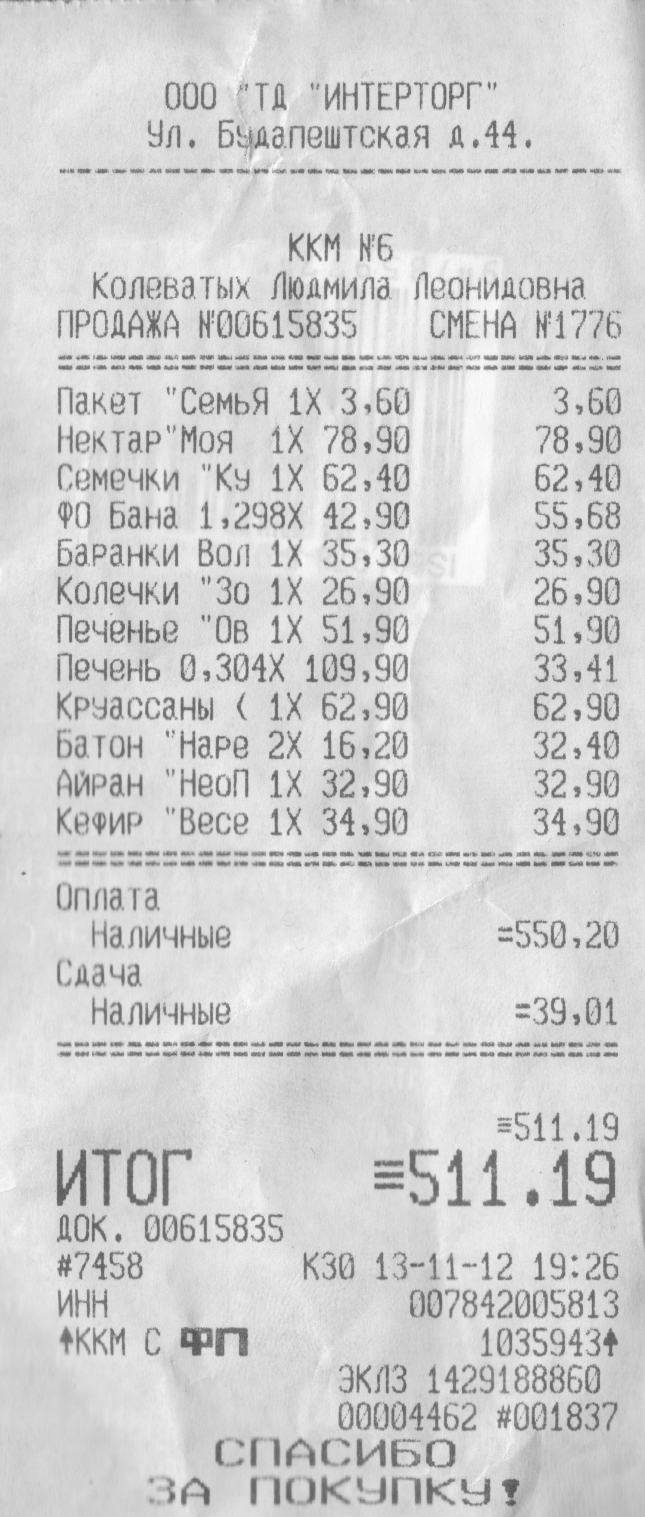 ООО "ТД "ИНТЕРТОРГ"
Ул. Будапештская д.44.
ККМ №6
Колеватых Людмила Леонидовна
ПРОДАЖА №00615835 СМЕНА №1776
Пакет "СемьЯ 1X 3,60 3,60
Нектар"Моя 1X 78,90 78,90
Семечки "Ку 1X 62,40 62,40
ФО Бана 1,298X 42,90 55,68
Баранки Вол 1X 35,30 35,30
Колечки "Зо 1X 26,90 26,90
Печенье "Ов 1X 51,90 51,90
Печень 0,304X 109,90 33,41
Круассаны ( 1X 62,90 62,90
Батон "Наре 2X 16,20 32,40
Айран "НеоП 1X 32,90 32,90
Кефир "Весе 1X 34,90 34,90
Оплата
Наличные =550,20
Сдача
Наличные =39,01
≡511.19
ИТОГ ≡511.19
ДОК. 00615835
#7458 К30 13-11-12 19:26
ИНН 007842005813
↑ККМ С ФП 1035943↑
ЭКЛЗ 1429188860
00004462 #001837
СПАСИБО
ЗА ПОКУПКУ!